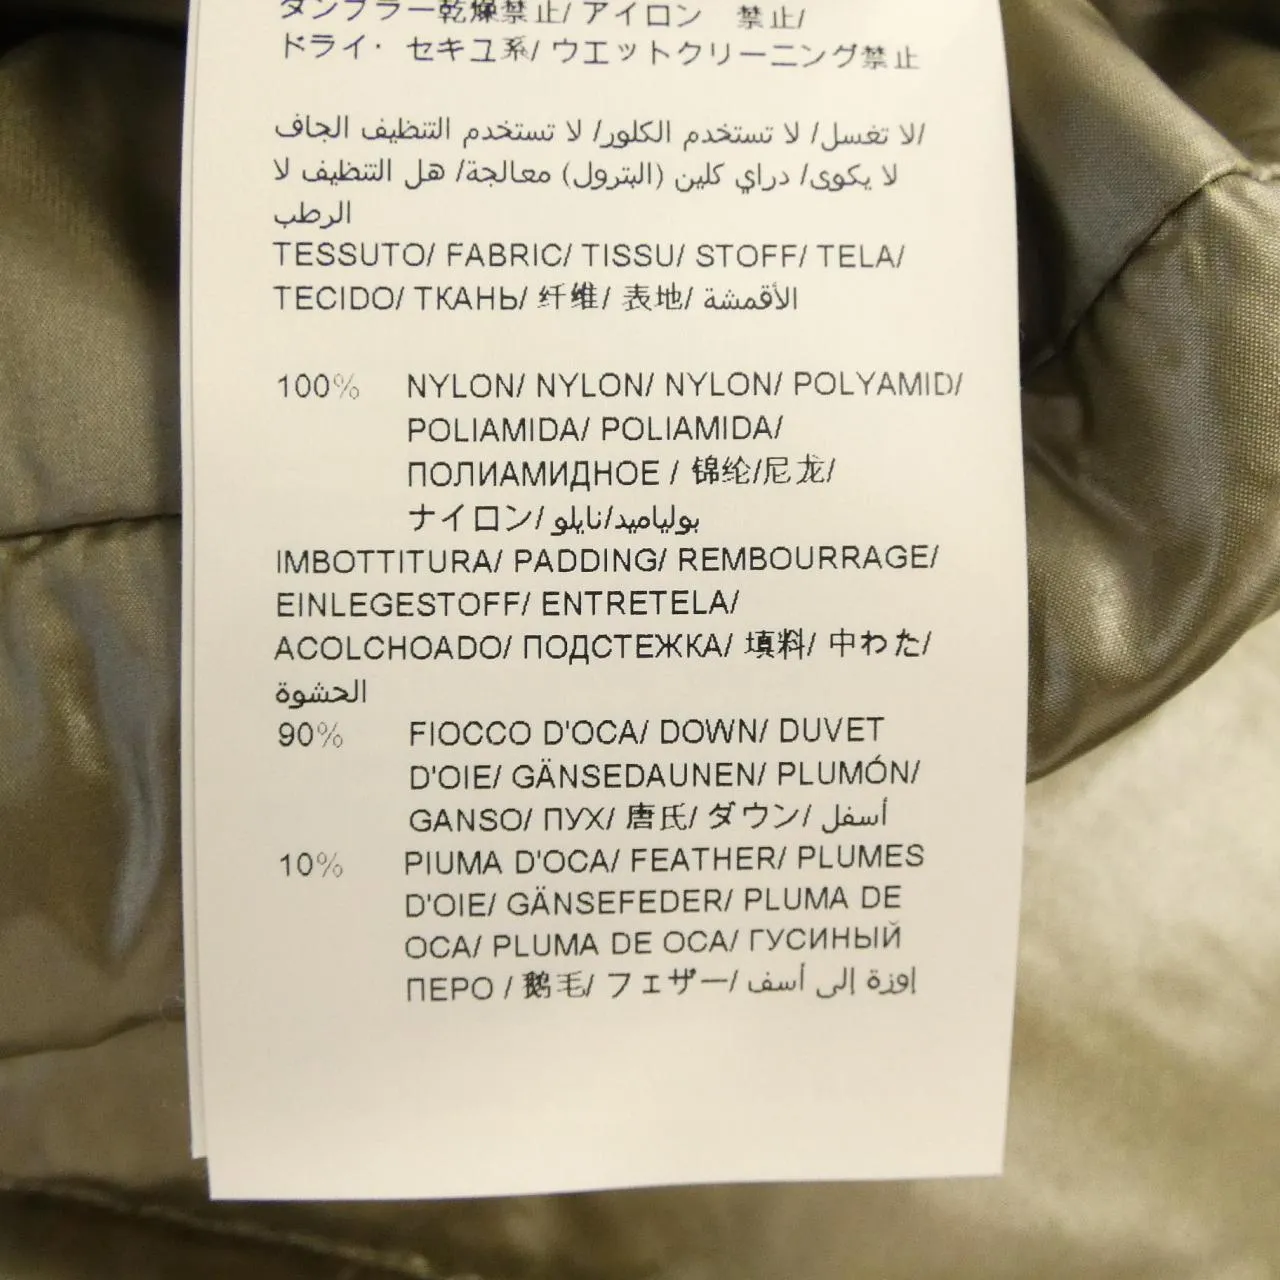 タンブラー乾燥禁止/ アイロン 禁止/
ドライ・ セキユ系/ ウエットクリーニング禁止
لا تغسل/ لا تستخدم الكلور/ لا تستخدم التنظيف الجاف/
لا يكوى/ دراي كلين (البترول) معالجة/ هل التنظيف لا
الرطب
TESSUTO/ FABRIC/ TISSU/ STOFF/ TELA/
TECIDO/ ТКАНЬ/ 纤维/ 表地/ الأقمشة
100% NYLON/ NYLON/ NYLON/ POLYAMID/
POLIAMIDA/ POLIAMIDA/
ПОЛИАМИДНОЕ / 锦纶/尼龙/
ナイロン/ بولياميد/نايلو
IMBOTTITURA/ PADDING/ REMBOURRAGE/
EINLEGESTOFF/ ENTRETELA/
ACOLCHOADO/ ПОДСТЕЖКА/ 填料/ 中わた/
الحشوة
90% FIOCCO D'OCA/ DOWN/ DUVET
D'OIE/ GÄNSEDAUNEN/ PLUMÓN/
GANSO/ ПУХ/ 唐氏/ ダウン/ أسفل
10% PIUMA D'OCA/ FEATHER/ PLUMES
D'OIE/ GÄNSEFEDER/ PLUMA DE
OCA/ PLUMA DE OCA/ ГУСИНЫЙ
ПЕРО / 鹅毛/ フェザー/ إوزة إلى أسف